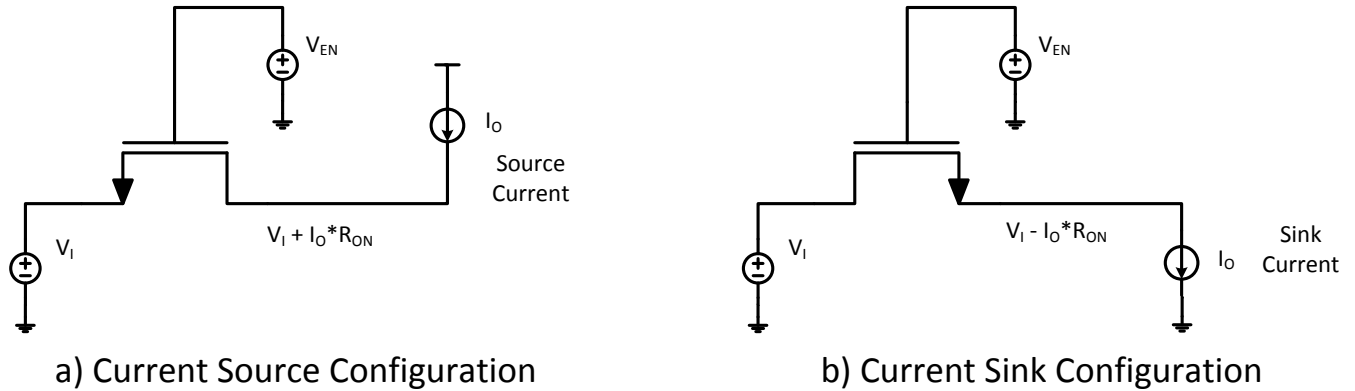 V_EN
I_O
Source
Current
V_I + I_O*R_ON
V_I
a) Current Source Configuration
V_EN
V_I - I_O*R_ON
V_I
I_O
Sink
Current
b) Current Sink Configuration